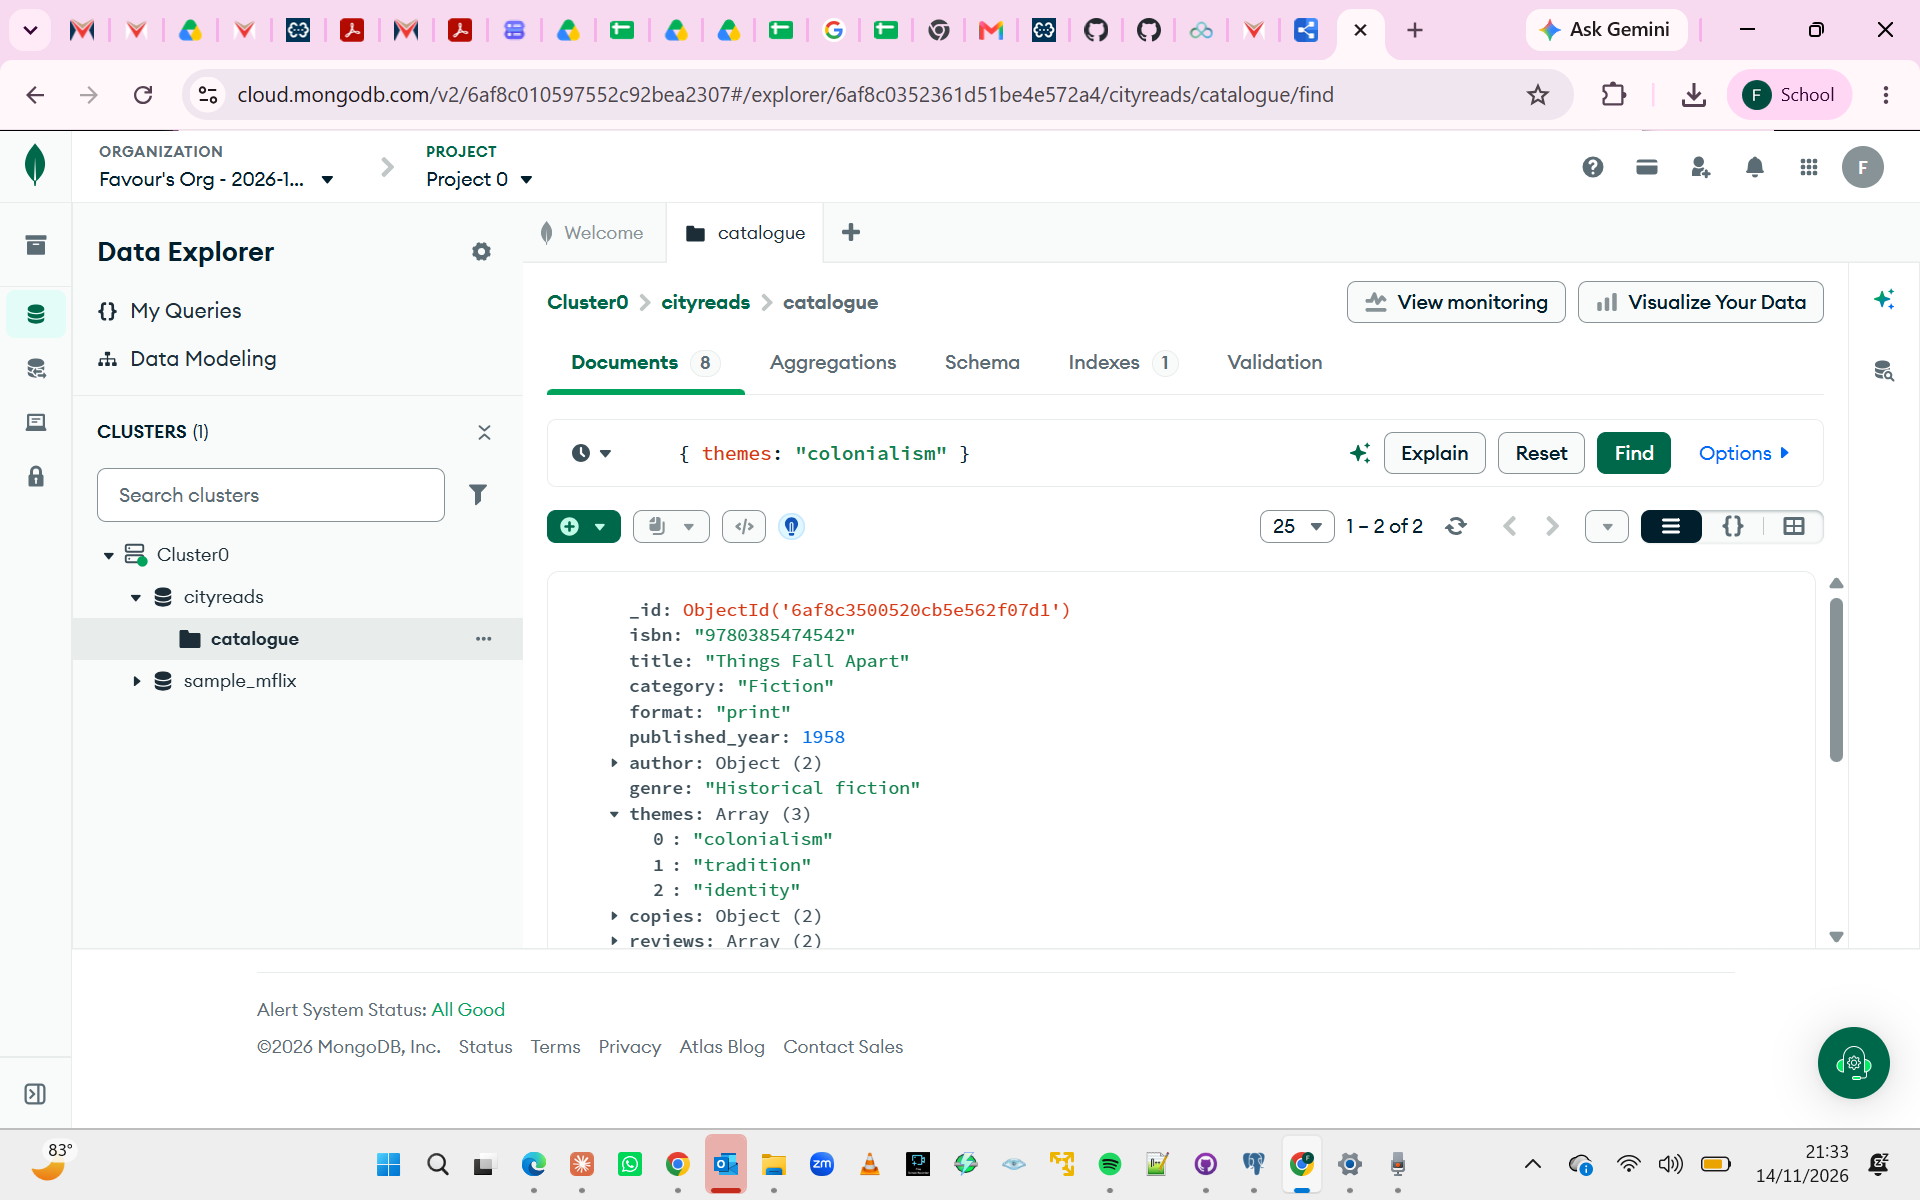 Ask Gemini
cloud.mongodb.com/v2/6af8c010597552c92bea2307#/explorer/6af8c0352361d51be4e572a4/cityreads/catalogue/find
F
School
ORGANIZATION
Favour's Org - 2026-1...
PROJECT
Project 0
F
Data Explorer
My Queries
Data Modeling
CLUSTERS (1)
Search clusters
Cluster0
cityreads
catalogue
sample_mflix
Welcome
catalogue
Cluster0 > cityreads > catalogue
View monitoring
Visualize Your Data
Documents 8
Aggregations
Schema
Indexes 1
Validation
{ themes: "colonialism" }
Explain
Reset
Find
Options
25
1 – 2 of 2
_id: ObjectId('6af8c3500520cb5e562f07d1')
isbn: "9780385474542"
title: "Things Fall Apart"
category: "Fiction"
format: "print"
published_year: 1958
author: Object (2)
genre: "Historical fiction"
themes: Array (3)
0 : "colonialism"
1 : "tradition"
2 : "identity"
copies: Object (2)
reviews: Array (2)
Alert System Status: All Good
©2026 MongoDB, Inc. Status Terms Privacy Atlas Blog Contact Sales
83°
zm
21:33
14/11/2026